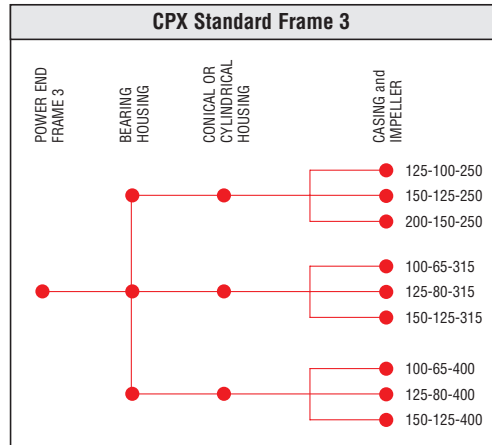 CPX Standard Frame 3
POWER END
FRAME 3
BEARING
HOUSING
CONICAL OR
CYLINDRICAL
HOUSING
CASING and
IMPELLER
125-100-250
150-125-250
200-150-250
100-65-315
125-80-315
150-125-315
100-65-400
125-80-400
150-125-400